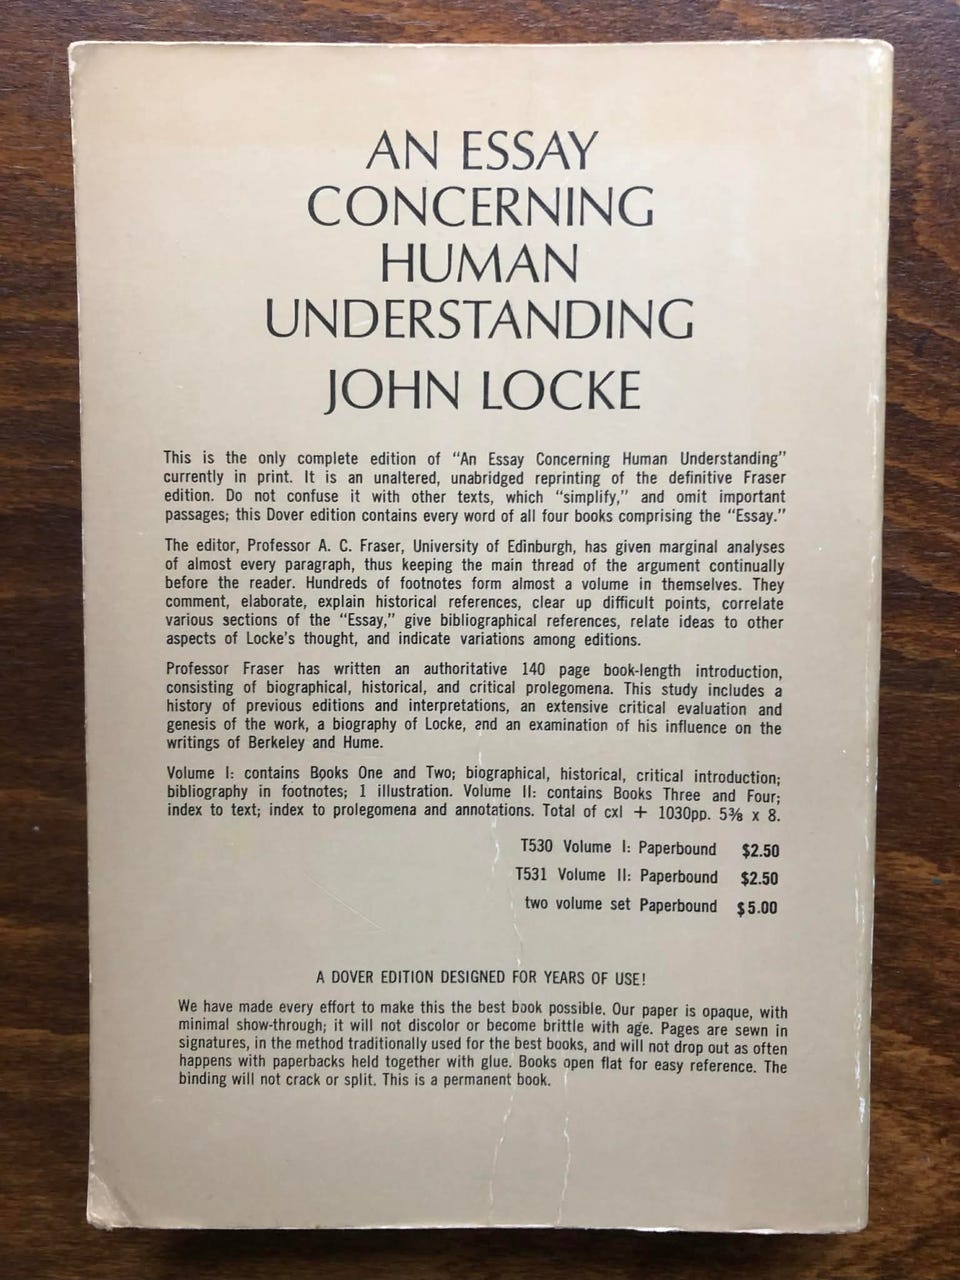 AN ESSAY
CONCERNING
HUMAN
UNDERSTANDING
JOHN LOCKE
This is the only complete edition of "An Essay Concerning Human Understanding"
currently in print. It is an unaltered, unabridged reprinting of the definitive Fraser
edition. Do not confuse it with other texts, which "simplify," and omit important
passages; this Dover edition contains every word of all four books comprising the "Essay."
The editor, Professor A. C. Fraser, University of Edinburgh, has given marginal analyses
of almost every paragraph, thus keeping the main thread of the argument continually
before the reader. Hundreds of footnotes form almost a volume in themselves. They
comment, elaborate, explain historical references, clear up difficult points, correlate
various sections of the "Essay," give bibliographical references, relate ideas to other
aspects of Locke's thought, and indicate variations among editions.
Professor Fraser has written an authoritative 140 page book-length introduction,
consisting of biographical, historical, and critical prolegomena. This study includes a
history of previous editions and interpretations, an extensive critical evaluation and
genesis of the work, a biography of Locke, and an examination of his influence on the
writings of Berkeley and Hume.
Volume I: contains Books One and Two; biographical, historical, critical introduction;
bibliography in footnotes; 1 illustration. Volume II: contains Books Three and Four;
index to text; index to prolegomena and annotations. Total of cxl + 1030pp. 5⅜ x 8.
T530 Volume I: Paperbound $2.50
T531 Volume II: Paperbound $2.50
two volume set Paperbound $5.00
A DOVER EDITION DESIGNED FOR YEARS OF USE!
We have made every effort to make this the best book possible. Our paper is opaque, with
minimal show-through; it will not discolor or become brittle with age. Pages are sewn in
signatures, in the method traditionally used for the best books, and will not drop out as often
happens with paperbacks held together with glue. Books open flat for easy reference. The
binding will not crack or split. This is a permanent book.